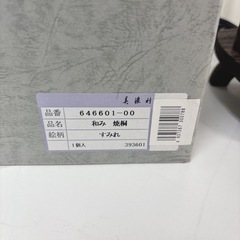 品番 646601-00
品名 和み 焼桐
絵柄 すみれ
1個入 393601